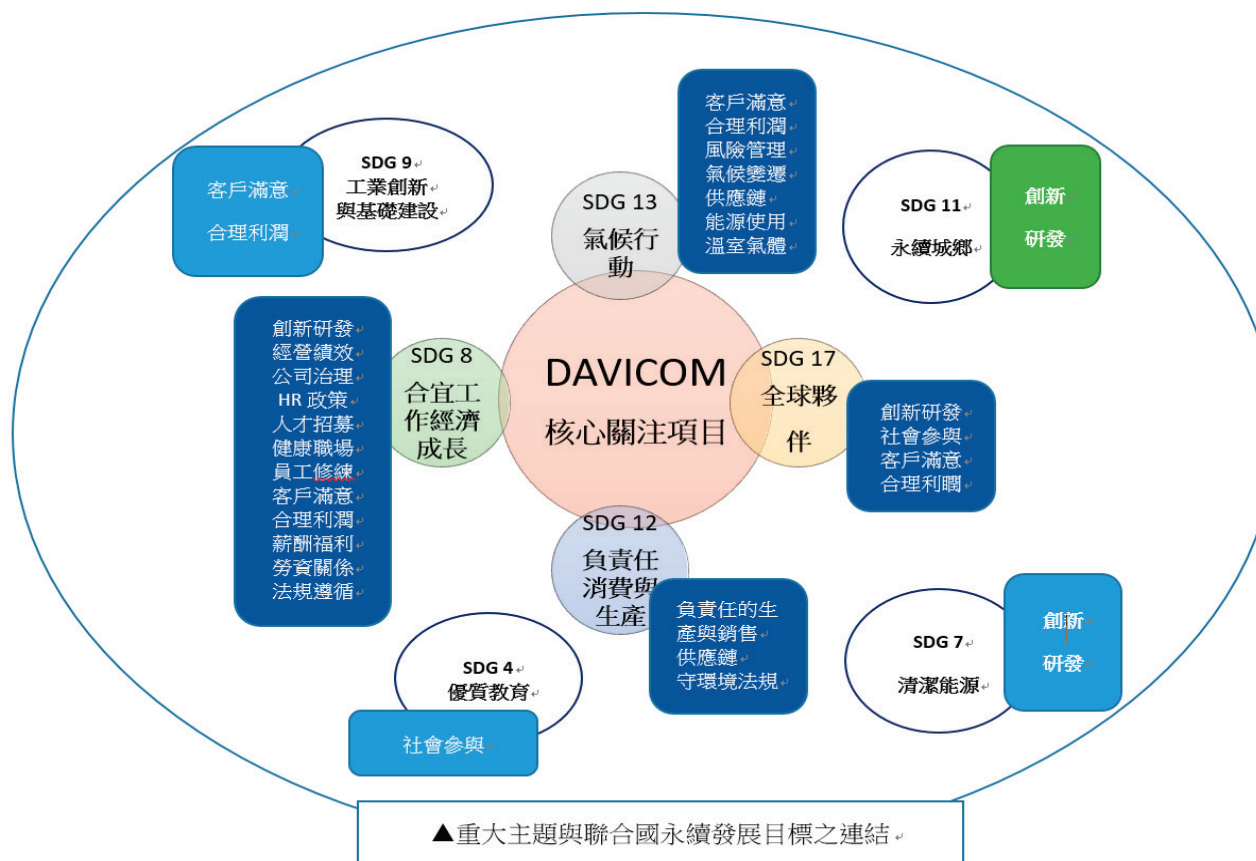 客戶滿意
合理利潤
SDG 9
工業創新
與基礎建設
SDG 13
氣候行
動
客戶滿意
合理利潤
風險管理
氣候變遷
供應鏈
能源使用
溫室氣體
SDG 11
永續城鄉
創新
研發
創新研發
經營績效
公司治理
HR 政策
人才招募
健康職場
員工修練
客戶滿意
合理利潤
薪酬福利
勞資關係
法規遵循
SDG 8
合宜工
作經濟
成長
DAVICOM
核心關注項目
SDG 17
全球夥
伴
創新研發
社會參與
客戶滿意
合理利瞤
SDG 12
負責任
消費與
生產
負責任的生
產與銷售
供應鏈
守環境法規
SDG 4
優質教育
社會參與
SDG 7
清潔能源
創新
研發
▲重大主題與聯合國永續發展目標之連結